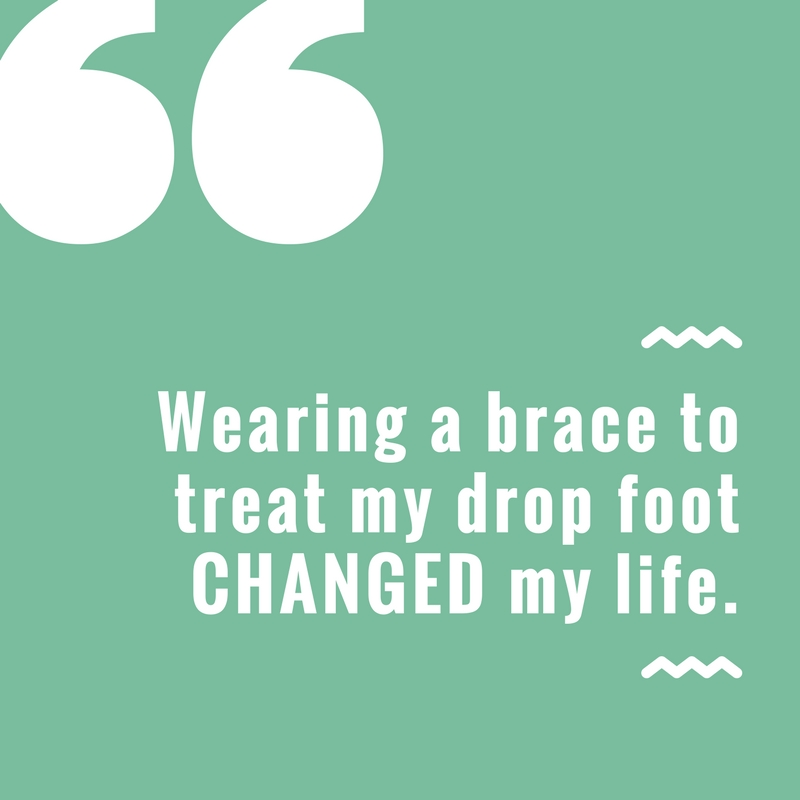 “
Wearing a brace to
treat my drop foot
CHANGED my life.